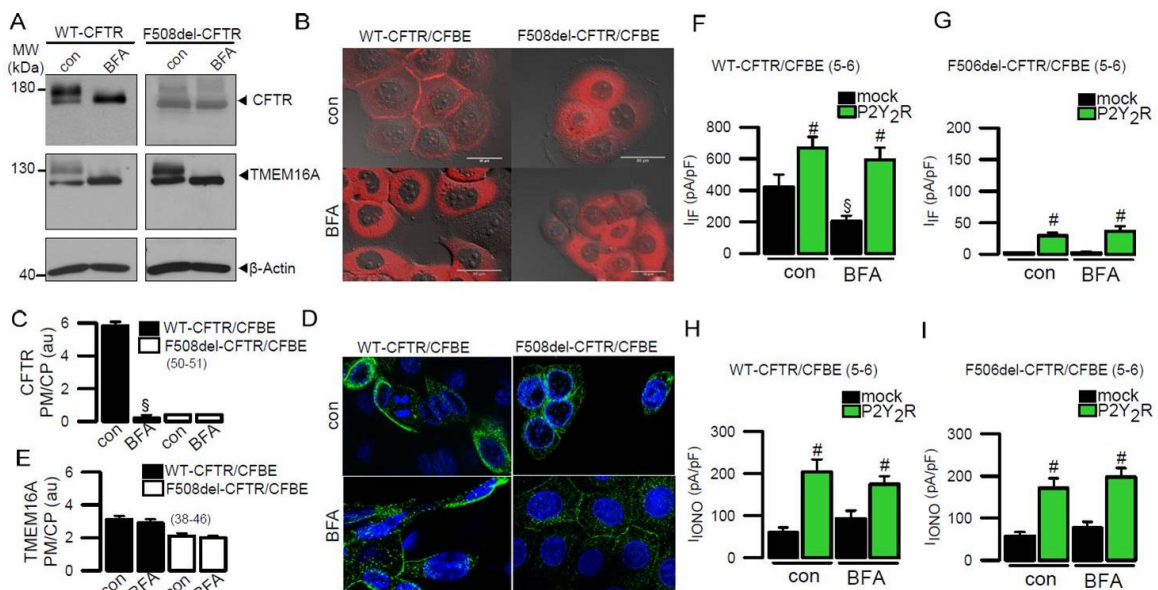 A
WT-CFTR
F508del-CFTR
MW
(kDa)
con
BFA
con
BFA
180
CFTR
130
TMEM16A
40
β-Actin
B
WT-CFTR/CFBE
F508del-CFTR/CFBE
con
BFA
C
CFTR
PM/CP (au)
6
4
2
0
WT-CFTR/CFBE
F508del-CFTR/CFBE
(50-51)
§
con
BFA
con
BFA
D
WT-CFTR/CFBE
F508del-CFTR/CFBE
con
BFA
E
TMEM16A
PM/CP (au)
6
4
2
0
WT-CFTR/CFBE
F508del-CFTR/CFBE
(38-46)
con
BFA
con
BFA
F
WT-CFTR/CFBE (5-6)
mock
P2Y2R
IIF (pA/pF)
800
600
400
200
0
#
§
#
con
BFA
G
F506del-CFTR/CFBE (5-6)
mock
P2Y2R
IIF (pA/pF)
200
150
100
50
0
#
#
con
BFA
H
WT-CFTR/CFBE (5-6)
mock
P2Y2R
IIONO (pA/pF)
300
200
100
0
#
#
con
BFA
I
F506del-CFTR/CFBE (5-6)
mock
P2Y2R
IIONO (pA/pF)
300
200
100
0
#
#
con
BFA